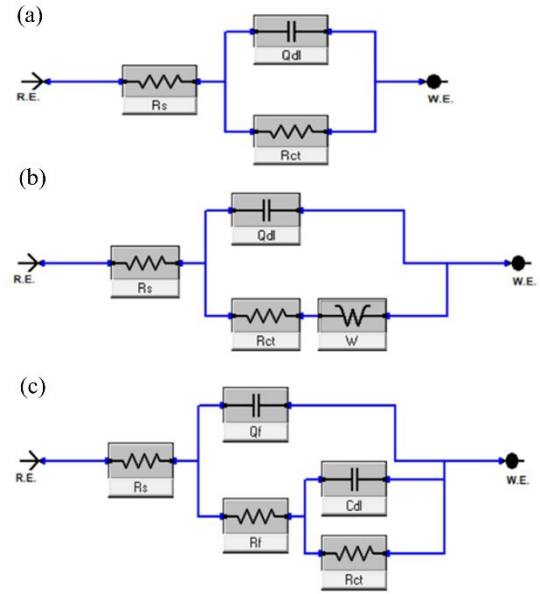 (a)
Qdl
R.E.
Rs
W.E.
Rct
(b)
Qdl
R.E.
Rs
W.E.
Rct
W
(c)
Qf
R.E.
Rs
Cdl
W.E.
Rf
Rct